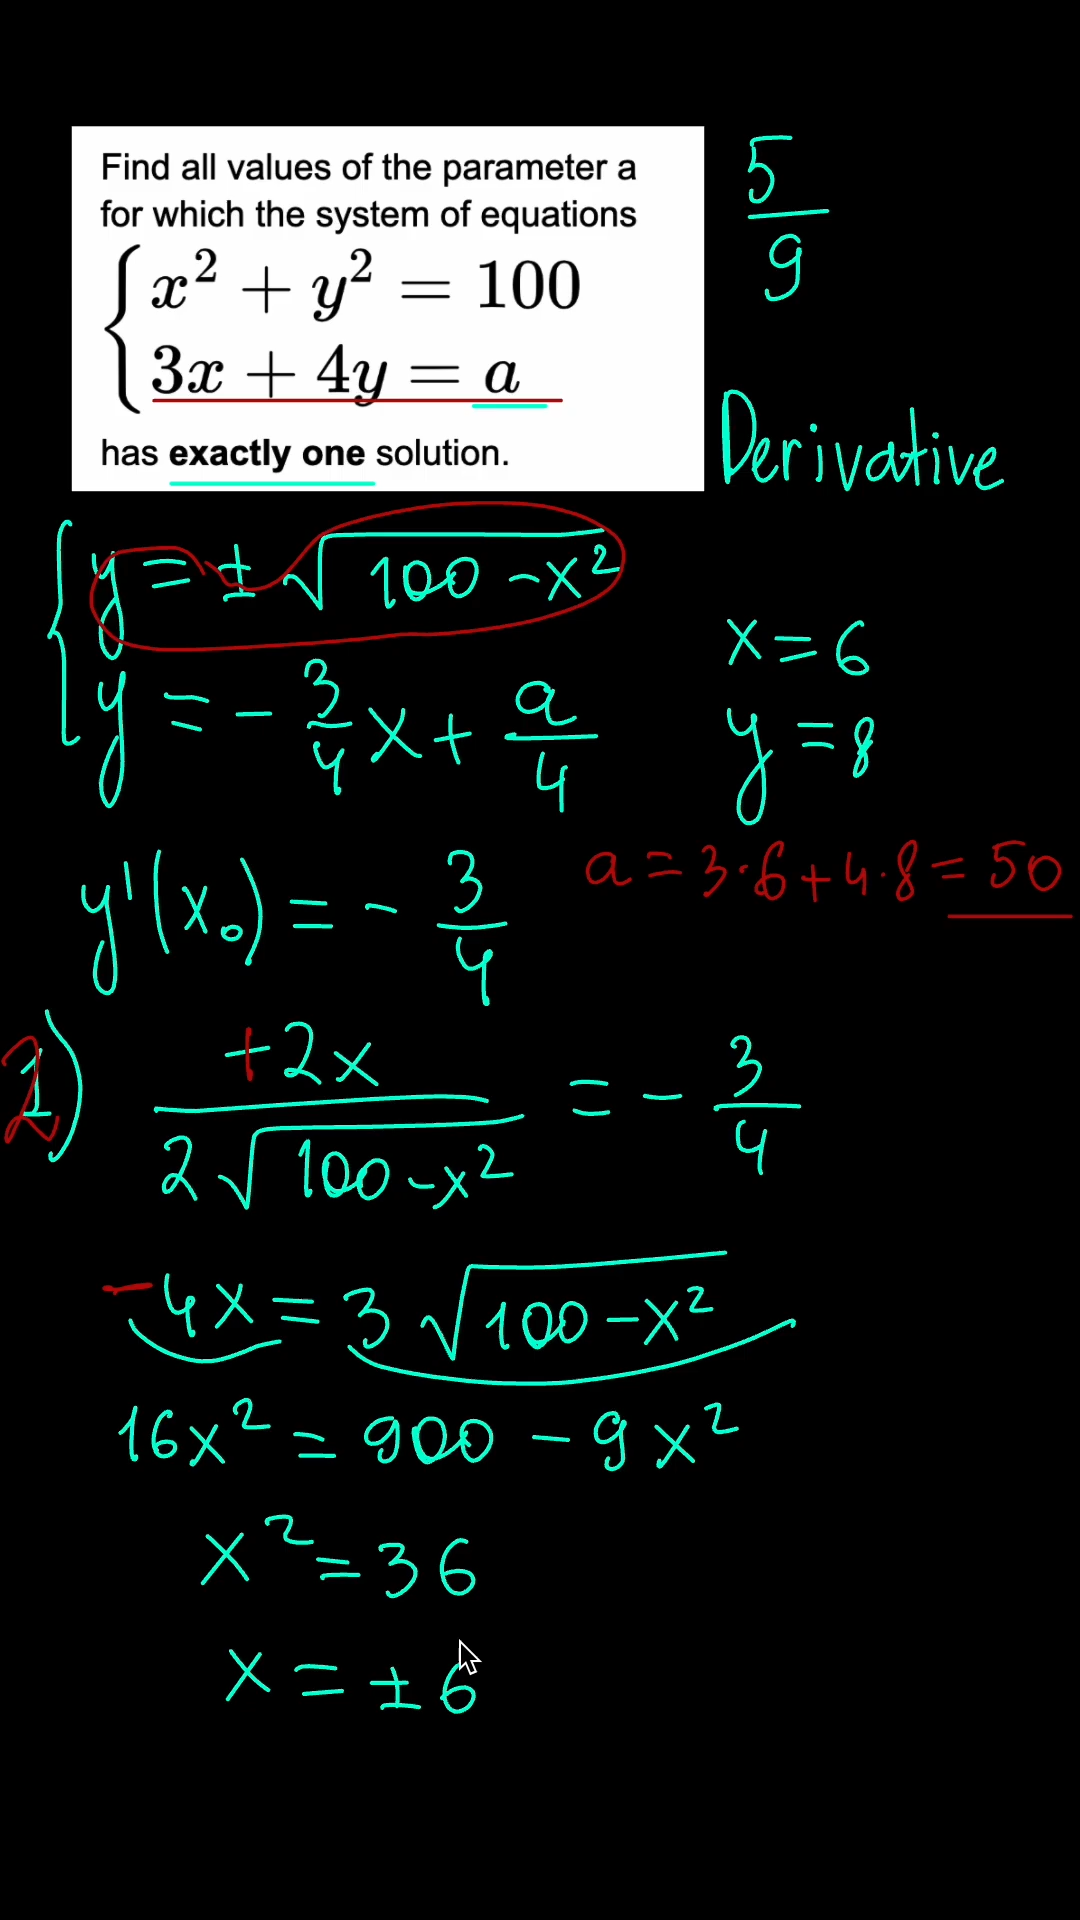 Find all values of the parameter a
for which the system of equations
x² + y² = 100
3x + 4y = a
has exactly one solution.
5/9
Derivative
y = ± √(100 - x²)
y = - 3/4 x + a/4
x = 6
y = 8
a = 3·6 + 4·8 = 50
y'(x₀) = - 3/4
2) +2x / 2√(100 - x²) = - 3/4
-4x = 3√(100 - x²)
16x² = 900 - 9x²
x² = 36
x = ± 6